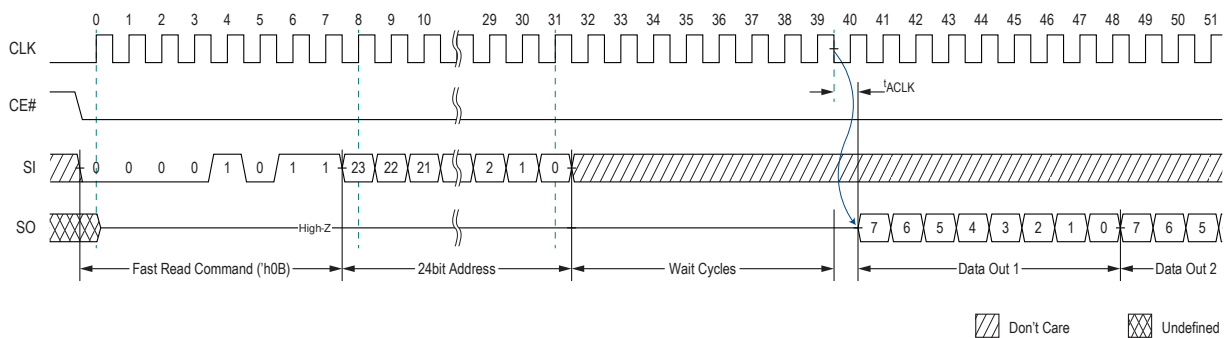 0 1 2 3 4 5 6 7 8 9 10 29 30 31 32 33 34 35 36 37 38 39 40 41 42 43 44 45 46 47 48 49 50 51
CLK
tACLK
CE#
SI 0 0 0 0 1 0 1 1 23 22 21 2 1 0
SO High-Z 7 6 5 4 3 2 1 0 7 6 5
Fast Read Command ('h0B) 24bit Address Wait Cycles Data Out 1 Data Out 2
Don't Care Undefined